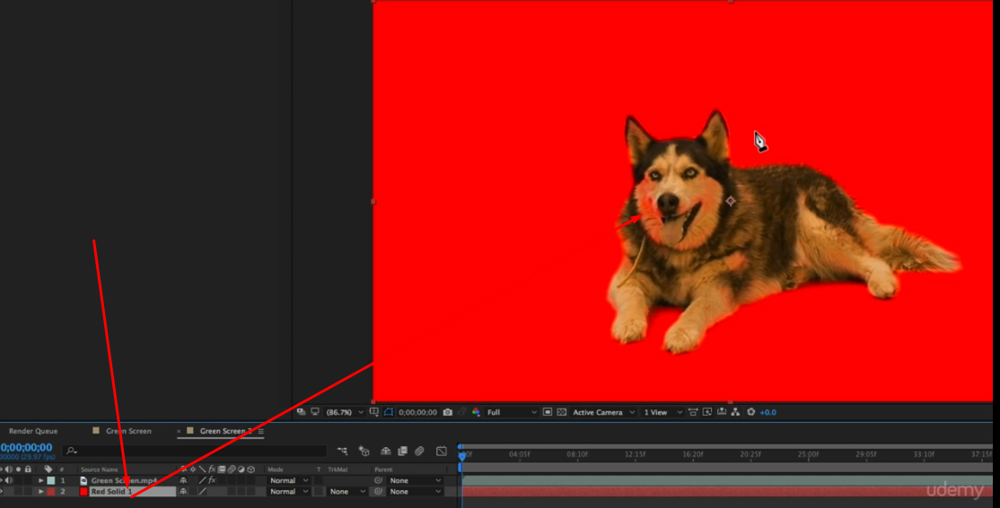 (86.7%) 0;00;00;00 Full Active Camera 1 View +0.0
Render Queue Green Screen Green Screen 2
0;00;00;00
00000 (29.97 fps)
04:05f 08:10f 12:15f 16:20f 20:25f 25:00f 29:05f 33:10f 37:15f
# Source Name fx Mode T TrkMat Parent
1 Green Screen.mp4 fx Normal None
2 Red Solid 1 Normal None None
udemy